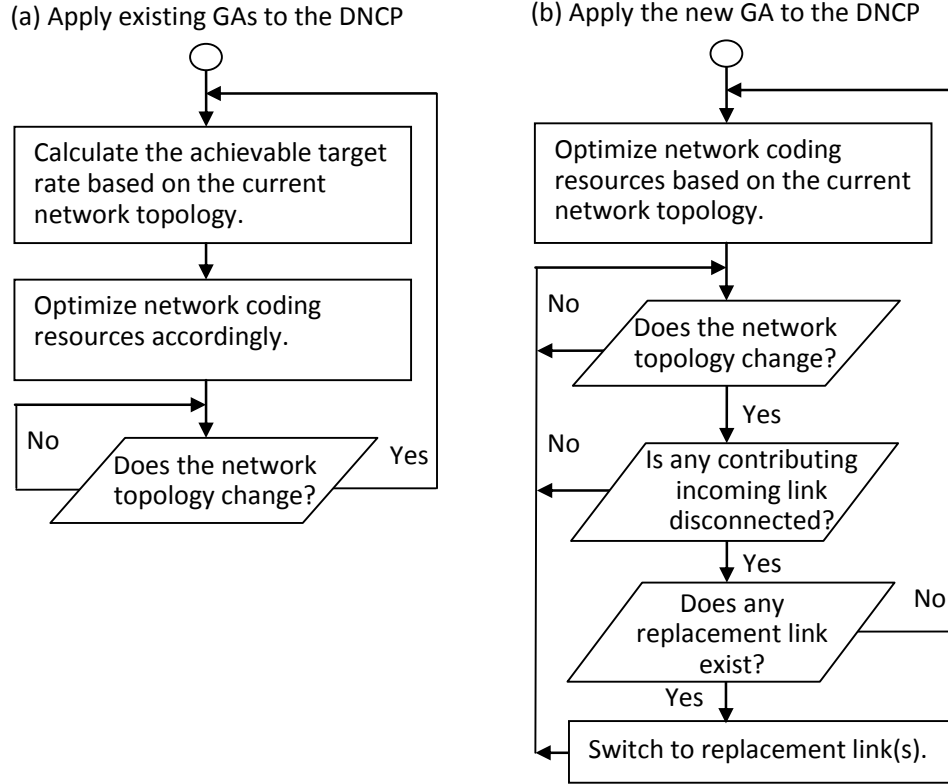 (a) Apply existing GAs to the DNCP
Calculate the achievable target
rate based on the current
network topology.
Optimize network coding
resources accordingly.
No
Yes
Does the network
topology change?
(b) Apply the new GA to the DNCP
Optimize network coding
resources based on the current
network topology.
No
Does the network
topology change?
Yes
No
Is any contributing
incoming link
disconnected?
Yes
Does any
replacement link
exist?
No
Yes
Switch to replacement link(s).